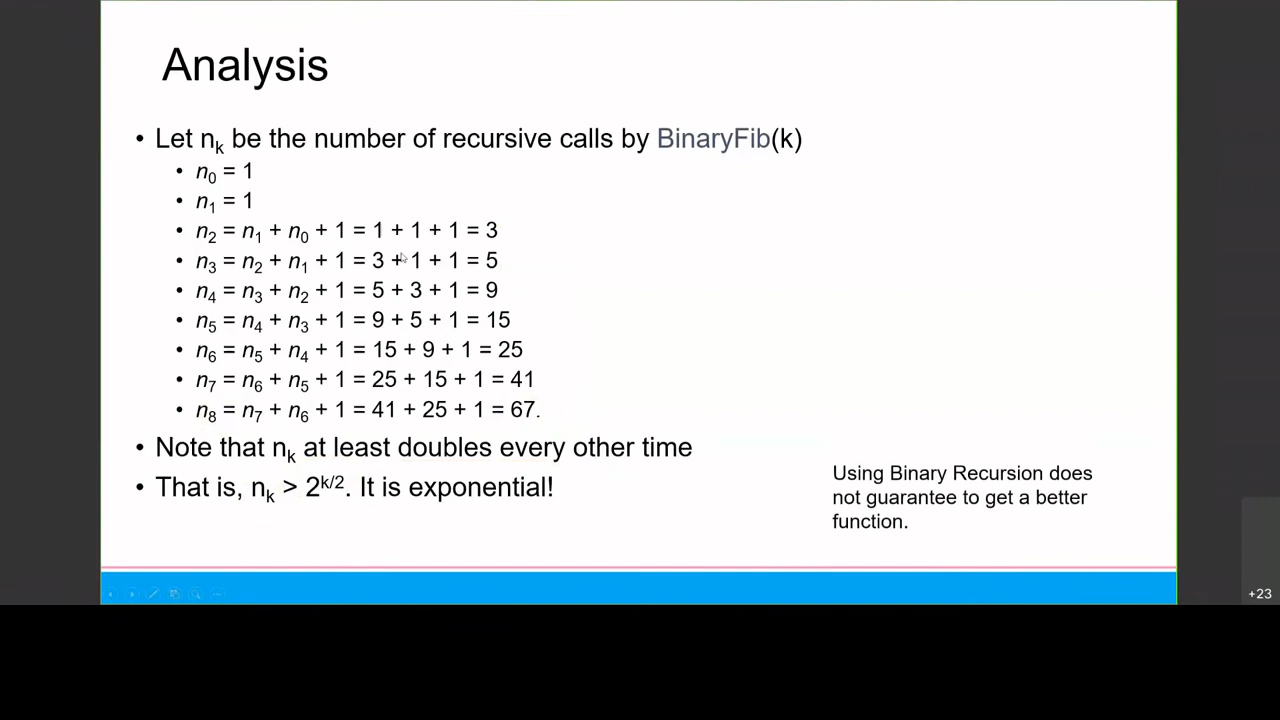 Analysis
• Let nk be the number of recursive calls by BinaryFib(k)
• n0 = 1
• n1 = 1
• n2 = n1 + n0 + 1 = 1 + 1 + 1 = 3
• n3 = n2 + n1 + 1 = 3 + 1 + 1 = 5
• n4 = n3 + n2 + 1 = 5 + 3 + 1 = 9
• n5 = n4 + n3 + 1 = 9 + 5 + 1 = 15
• n6 = n5 + n4 + 1 = 15 + 9 + 1 = 25
• n7 = n6 + n5 + 1 = 25 + 15 + 1 = 41
• n8 = n7 + n6 + 1 = 41 + 25 + 1 = 67.
• Note that nk at least doubles every other time
• That is, nk > 2k/2. It is exponential!
Using Binary Recursion does
not guarantee to get a better
function.
+23